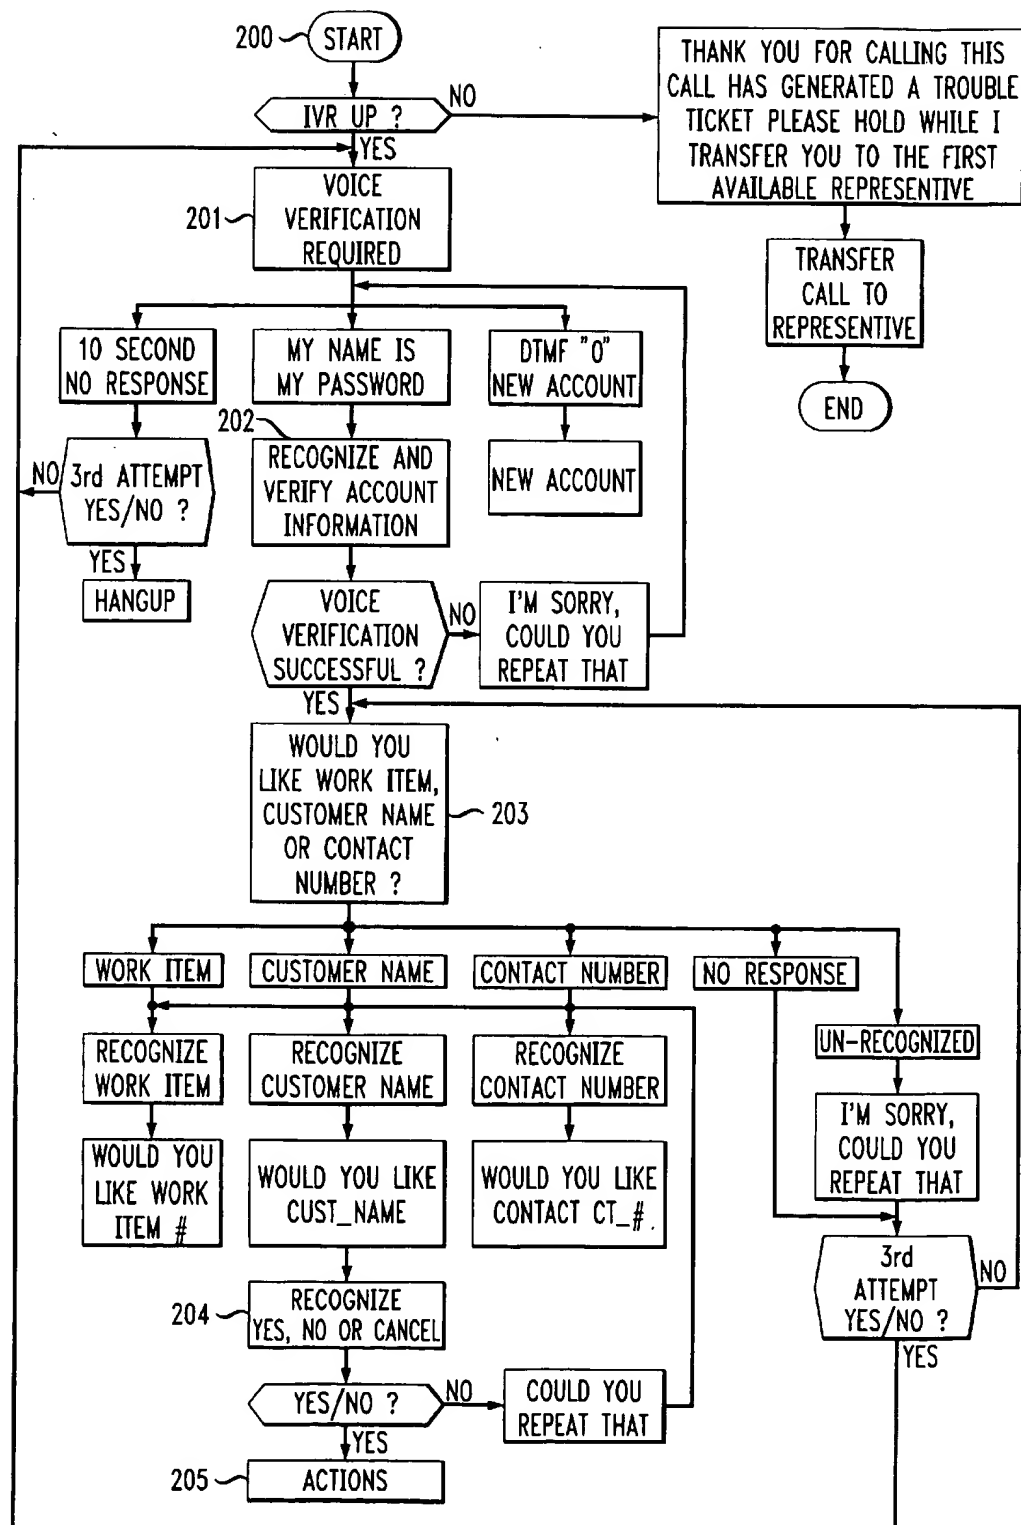 200
START
IVR UP ?
NO
YES
THANK YOU FOR CALLING THIS
CALL HAS GENERATED A TROUBLE
TICKET PLEASE HOLD WHILE I
TRANSFER YOU TO THE FIRST
AVAILABLE REPRESENTIVE
TRANSFER
CALL TO
REPRESENTIVE
END
201
VOICE
VERIFICATION
REQUIRED
10 SECOND
NO RESPONSE
MY NAME IS
MY PASSWORD
DTMF "0"
NEW ACCOUNT
202
NO
3rd ATTEMPT
YES/NO ?
YES
HANGUP
RECOGNIZE AND
VERIFY ACCOUNT
INFORMATION
NEW ACCOUNT
VOICE
VERIFICATION
SUCCESSFUL ?
NO
YES
I'M SORRY,
COULD YOU
REPEAT THAT
WOULD YOU
LIKE WORK ITEM,
CUSTOMER NAME
OR CONTACT
NUMBER ?
203
WORK ITEM
CUSTOMER NAME
CONTACT NUMBER
NO RESPONSE
UN-RECOGNIZED
RECOGNIZE
WORK ITEM
RECOGNIZE
CUSTOMER NAME
RECOGNIZE
CONTACT NUMBER
I'M SORRY,
COULD YOU
REPEAT THAT
WOULD YOU
LIKE WORK
ITEM #
WOULD YOU LIKE
CUST_NAME
WOULD YOU LIKE
CONTACT CT_#
3rd
ATTEMPT
YES/NO ?
NO
YES
204
RECOGNIZE
YES, NO OR CANCEL
YES/NO ?
NO
YES
COULD YOU
REPEAT THAT
205
ACTIONS